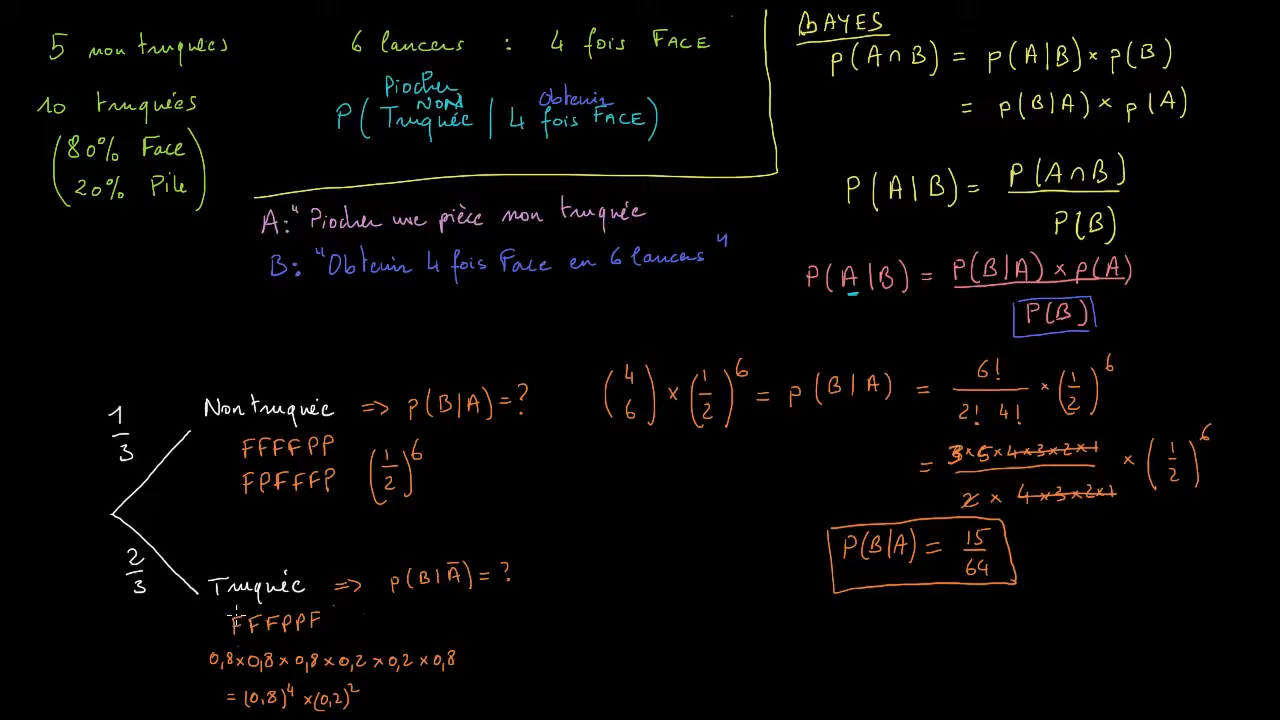 5 non truquées
10 truquées
(80% Face
20% Pile)
6 lancers : 4 fois FACE
Piocher NON Obtenir
P(Truquée | 4 fois FACE)
A: "Piocher une pièce non truquée
B: "Obtenir 4 fois Face en 6 lancers"
BAYES
p(A∩B) = p(A|B) × p(B)
= p(B|A) × p(A)
P(A|B) = P(A∩B) / P(B)
P(A|B) = P(B|A) × p(A) / P(B)
1/3 Non truquée => p(B|A) = ?
FFFFPP
FPFFFP (1/2)^6
2/3 Truquée => p(B|Ā) = ?
FFFPPF
0,8×0,8×0,8×0,2×0,2×0,8
= (0,8)^4 × (0,2)^2
(4 6) × (1/2)^6 = p(B|A) = 6! / 2! 4! × (1/2)^6
= 5×4×3×2×1 / 2 × 4×3×2×1 × (1/2)^6
P(B|A) = 15/64